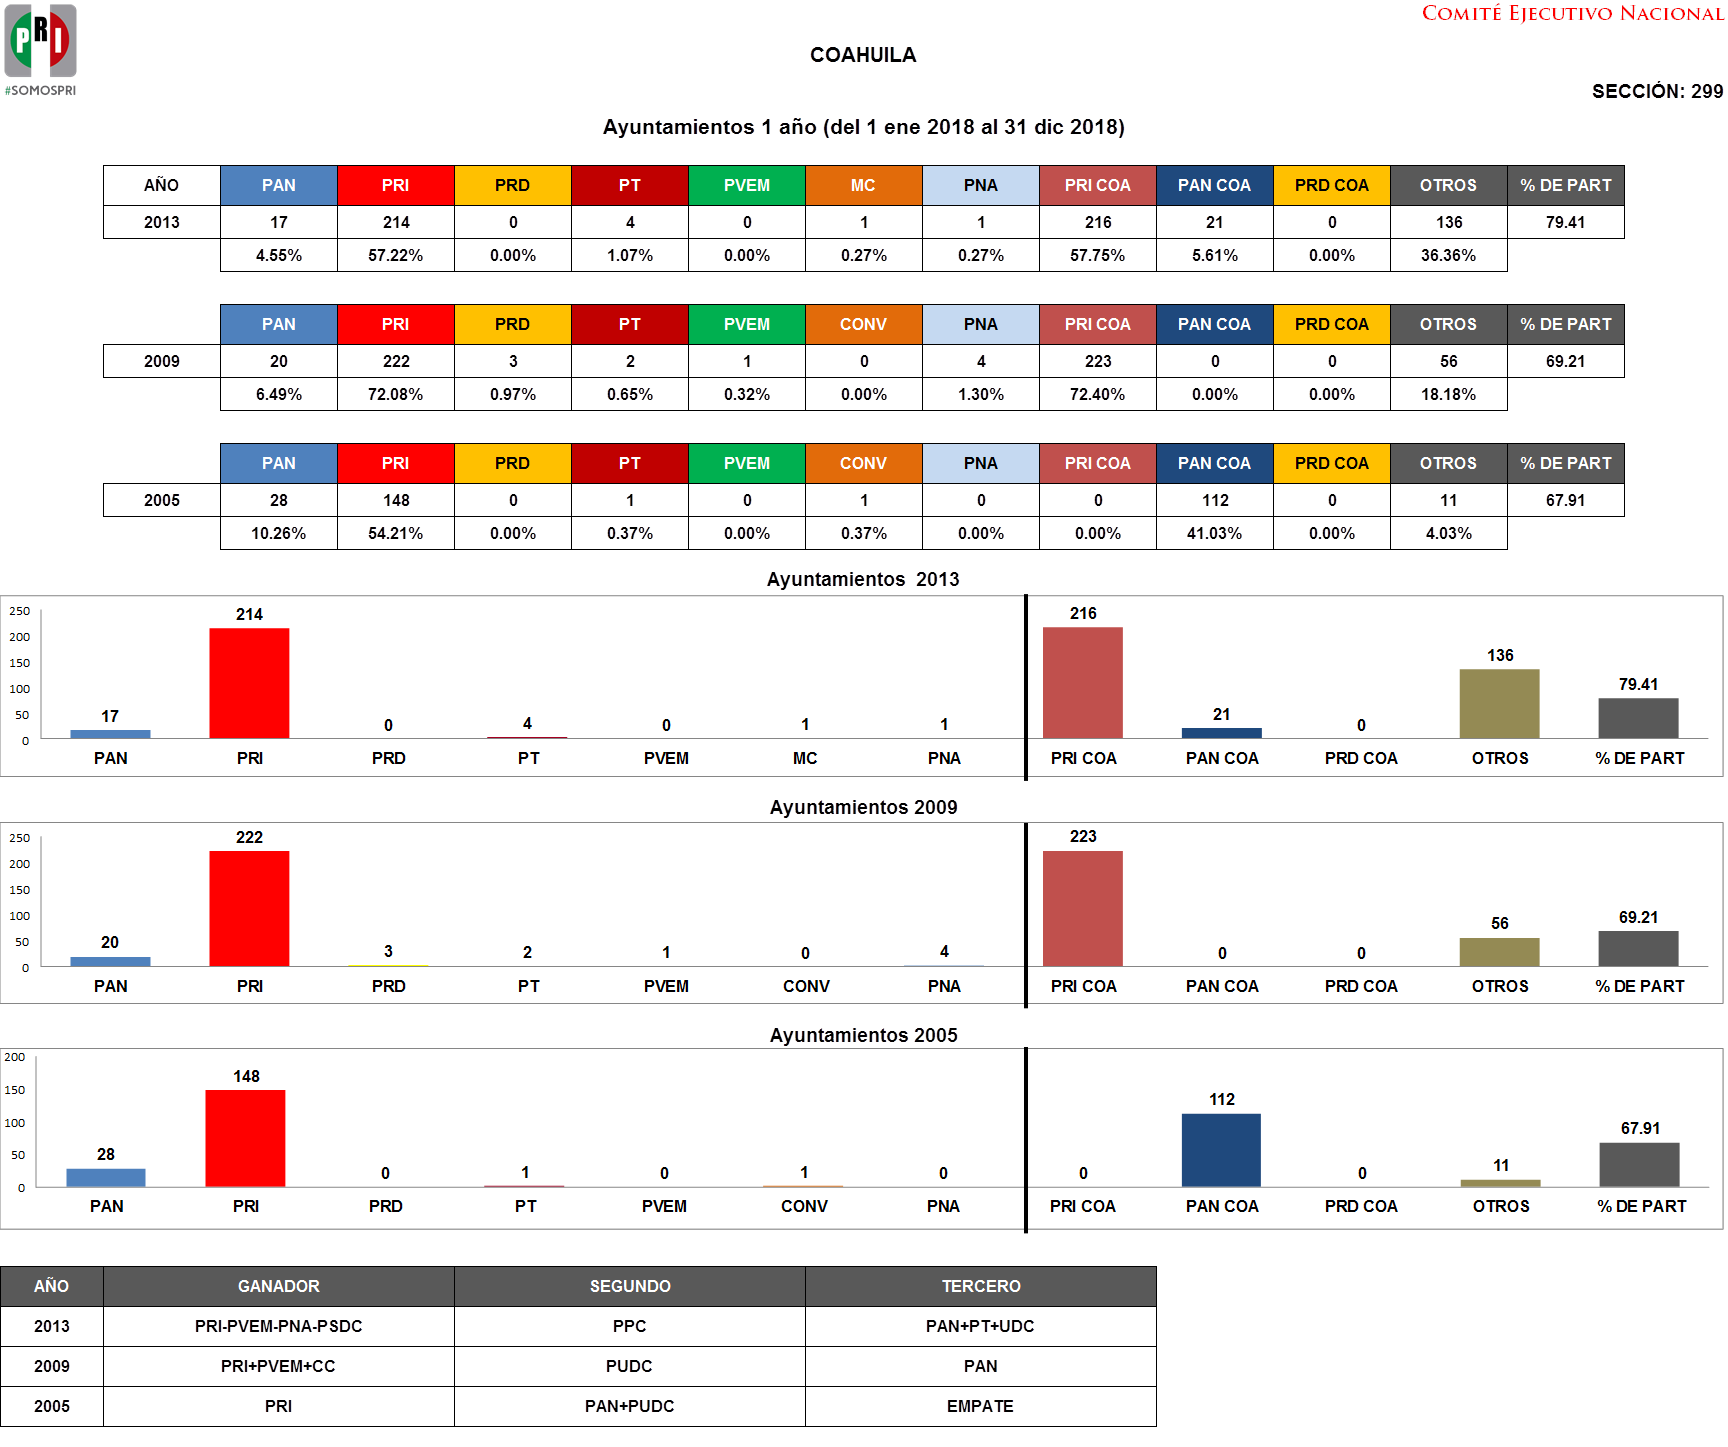 PRI
#SOMOSPRI
COMITÉ EJECUTIVO NACIONAL
COAHUILA
SECCIÓN: 299
Ayuntamientos 1 año (del 1 ene 2018 al 31 dic 2018)
AÑO PAN PRI PRD PT PVEM MC PNA PRI COA PAN COA PRD COA OTROS % DE PART
2013 17 214 0 4 0 1 1 216 21 0 136 79.41
4.55% 57.22% 0.00% 1.07% 0.00% 0.27% 0.27% 57.75% 5.61% 0.00% 36.36%
PAN PRI PRD PT PVEM CONV PNA PRI COA PAN COA PRD COA OTROS % DE PART
2009 20 222 3 2 1 0 4 223 0 0 56 69.21
6.49% 72.08% 0.97% 0.65% 0.32% 0.00% 1.30% 72.40% 0.00% 0.00% 18.18%
PAN PRI PRD PT PVEM CONV PNA PRI COA PAN COA PRD COA OTROS % DE PART
2005 28 148 0 1 0 1 0 0 112 0 11 67.91
10.26% 54.21% 0.00% 0.37% 0.00% 0.37% 0.00% 0.00% 41.03% 0.00% 4.03%
Ayuntamientos 2013
250
200
150
100
50
0
17 214 0 4 0 1 1 216 21 0 136 79.41
PAN PRI PRD PT PVEM MC PNA PRI COA PAN COA PRD COA OTROS % DE PART
Ayuntamientos 2009
250
200
150
100
50
0
20 222 3 2 1 0 4 223 0 0 56 69.21
PAN PRI PRD PT PVEM CONV PNA PRI COA PAN COA PRD COA OTROS % DE PART
Ayuntamientos 2005
200
150
100
50
0
28 148 0 1 0 1 0 0 112 0 11 67.91
PAN PRI PRD PT PVEM CONV PNA PRI COA PAN COA PRD COA OTROS % DE PART
AÑO GANADOR SEGUNDO TERCERO
2013 PRI-PVEM-PNA-PSDC PPC PAN+PT+UDC
2009 PRI+PVEM+CC PUDC PAN
2005 PRI PAN+PUDC EMPATE